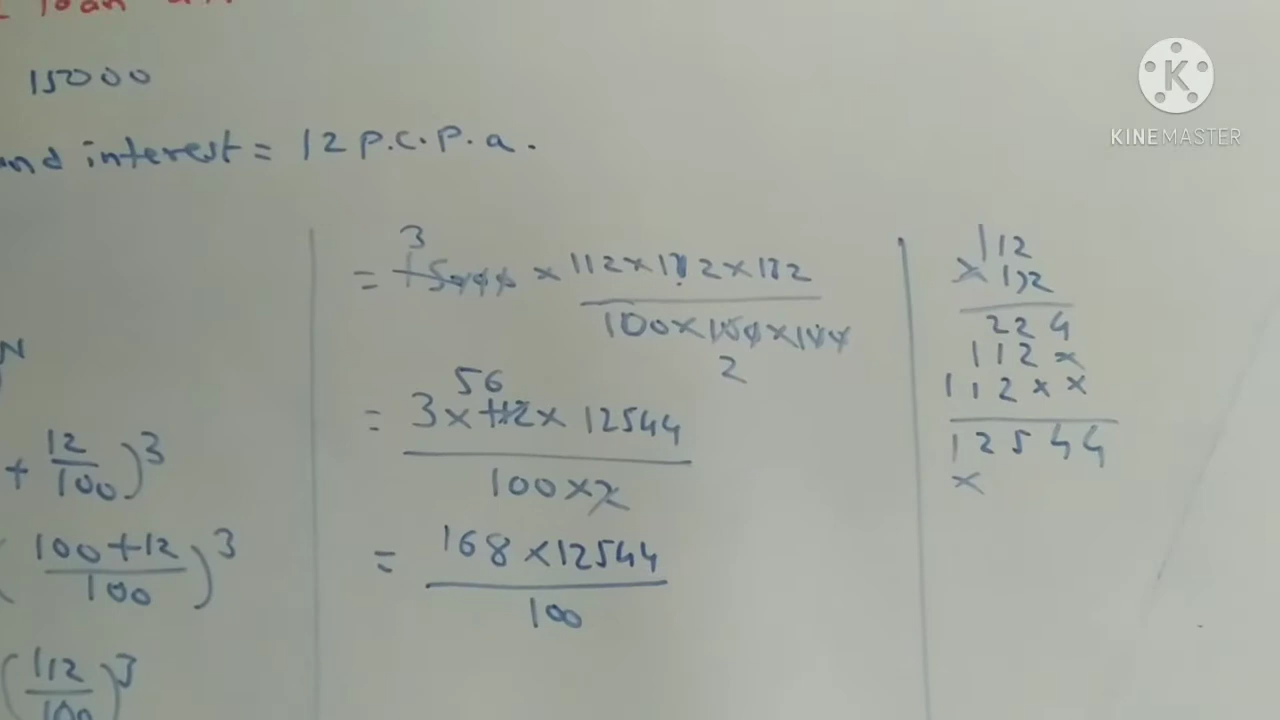 loan
15000
interest = 12 P.C.P.A.
N
+ 12/100 )³
( 100+12 / 100 )³
( 112 / 100 )³
3
= 15000 × 112×112×112
100×100×100
2
56
= 3×112× 12544
100×2
= 168×12544
100
112
×112
224
112×
112××
12544
×
K
KINEMASTER